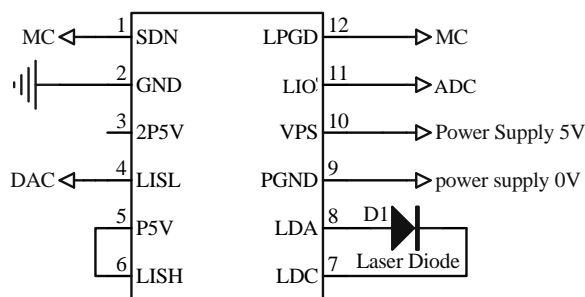 MC 1 SDN LPGD 12 MC
2 GND LIO 11 ADC
3 2P5V VPS 10 Power Supply 5V
DAC 4 LISL PGND 9 power supply 0V
5 P5V LDA 8 D1
6 LISH LDC 7 Laser Diode